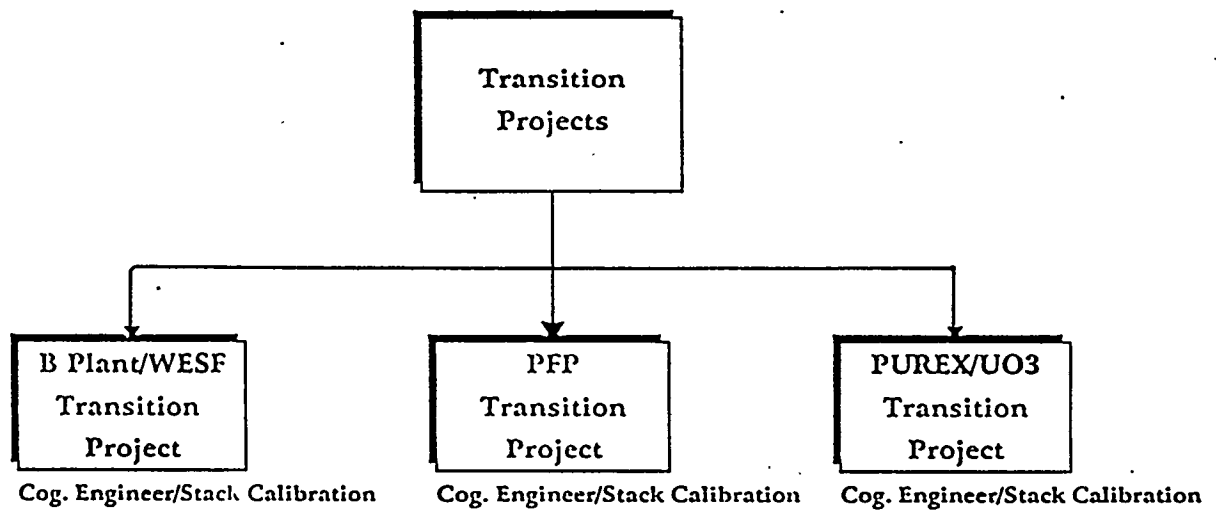 Transition
Projects
B Plant/WESF
Transition
Project
PFP
Transition
Project
PUREX/UO3
Transition
Project
Cog. Engineer/Stack Calibration
Cog. Engineer/Stack Calibration
Cog. Engineer/Stack Calibration